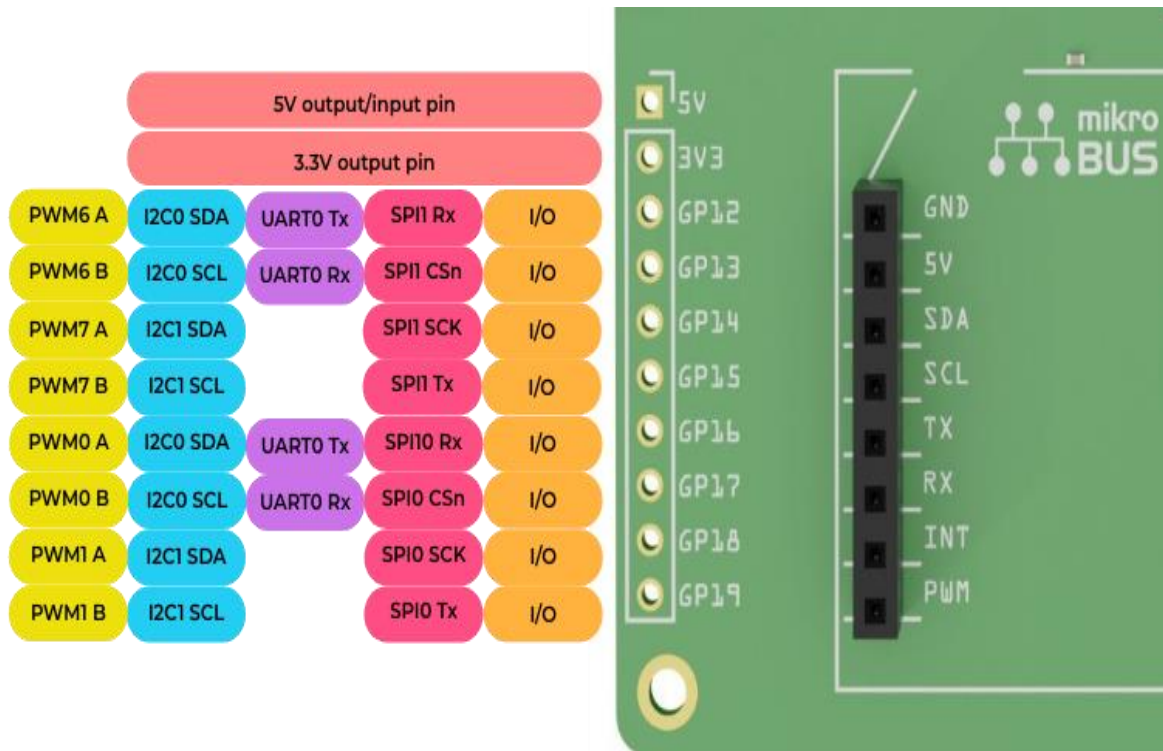 5V output/input pin
3.3V output pin
PWM6 A I2C0 SDA UART0 Tx SPI1 Rx I/O
PWM6 B I2C0 SCL UART0 Rx SPI1 CSn I/O
PWM7 A I2C1 SDA SPI1 SCK I/O
PWM7 B I2C1 SCL SPI1 Tx I/O
PWM0 A I2C0 SDA UART0 Tx SPI10 Rx I/O
PWM0 B I2C0 SCL UART0 Rx SPI0 CSn I/O
PWM1 A I2C1 SDA SPI0 SCK I/O
PWM1 B I2C1 SCL SPI0 Tx I/O
5V
3V3
GP12
GP13
GP14
GP15
GP16
GP17
GP18
GP19
mikro
BUS
GND
5V
SDA
SCL
TX
RX
INT
PWM